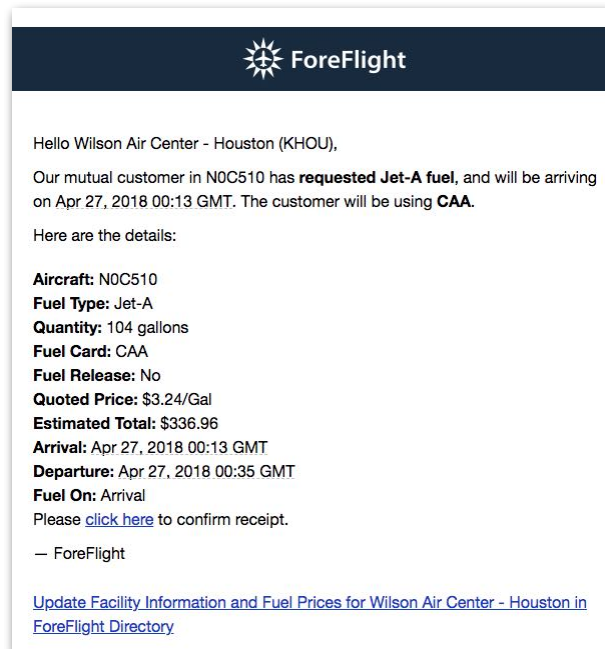 ForeFlight
Hello Wilson Air Center - Houston (KHOU),
Our mutual customer in N0C510 has requested Jet-A fuel, and will be arriving
on Apr 27, 2018 00:13 GMT. The customer will be using CAA.
Here are the details:
Aircraft: N0C510
Fuel Type: Jet-A
Quantity: 104 gallons
Fuel Card: CAA
Fuel Release: No
Quoted Price: $3.24/Gal
Estimated Total: $336.96
Arrival: Apr 27, 2018 00:13 GMT
Departure: Apr 27, 2018 00:35 GMT
Fuel On: Arrival
Please click here to confirm receipt.
— ForeFlight
Update Facility Information and Fuel Prices for Wilson Air Center - Houston in
ForeFlight Directory